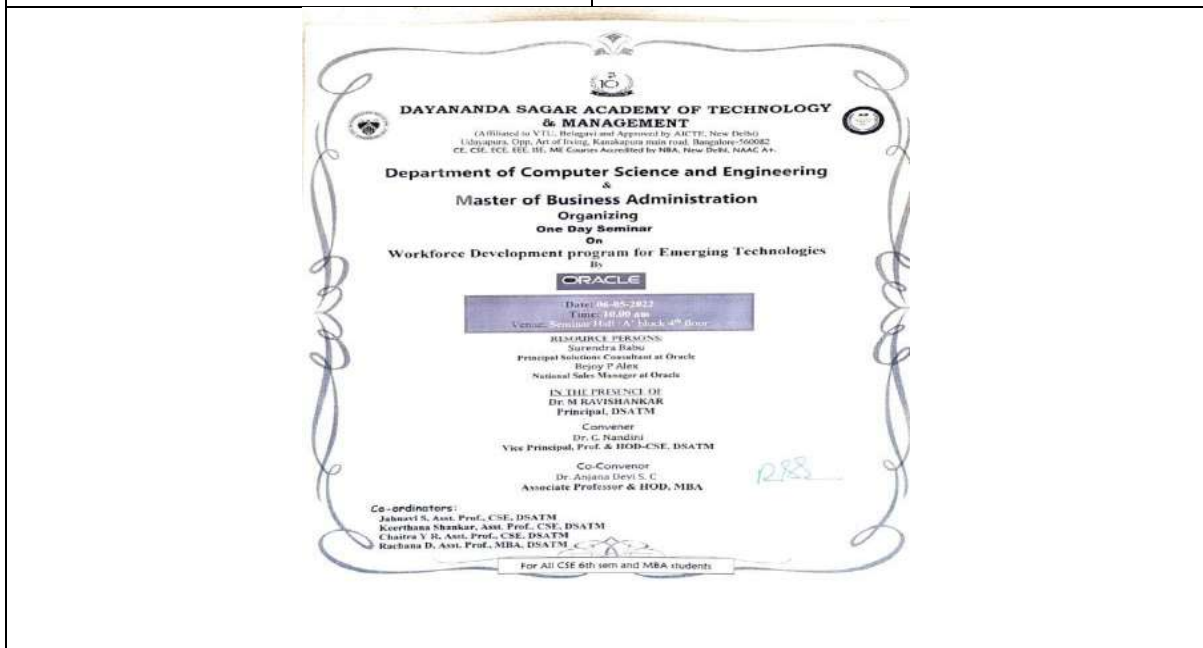 10
DAYANANDA SAGAR ACADEMY OF TECHNOLOGY
& MANAGEMENT
(Affiliated to VTU, Belagavi and Approved by AICTE, New Delhi)
Udayapura, Opp, Art of living, Kanakapura main road, Bangalore-560082
CE, CSE, ECE, EEE, ISE, ME Courses Accredited by NBA, New Delhi, NAAC A+.
Department of Computer Science and Engineering
&
Master of Business Administration
Organizing
One Day Seminar
On
Workforce Development program for Emerging Technologies
By
ORACLE
Date: 06-05-2022
Time: 10.00 am
Venue: Seminar Hall 'A' block 4th floor
RESOURCE PERSONS:
Surendra Babu
Principal Solutions Consultant at Oracle
Bejoy P Alex
National Sales Manager at Oracle
IN THE PRESENCE OF
Dr. M RAVISHANKAR
Principal, DSATM
Convener
Dr. C. Nandini
Vice Principal, Prof. & HOD-CSE, DSATM
Co-Convenor
Dr. Anjana Devi S. C
Associate Professor & HOD, MBA
Co-ordinators:
Jahnavi S, Asst. Prof., CSE, DSATM
Keerthana Shankar, Asst. Prof., CSE, DSATM
Chaitra Y R, Asst. Prof., CSE, DSATM
Rachana D, Asst. Prof., MBA, DSATM
For All CSE 6th sem and MBA students